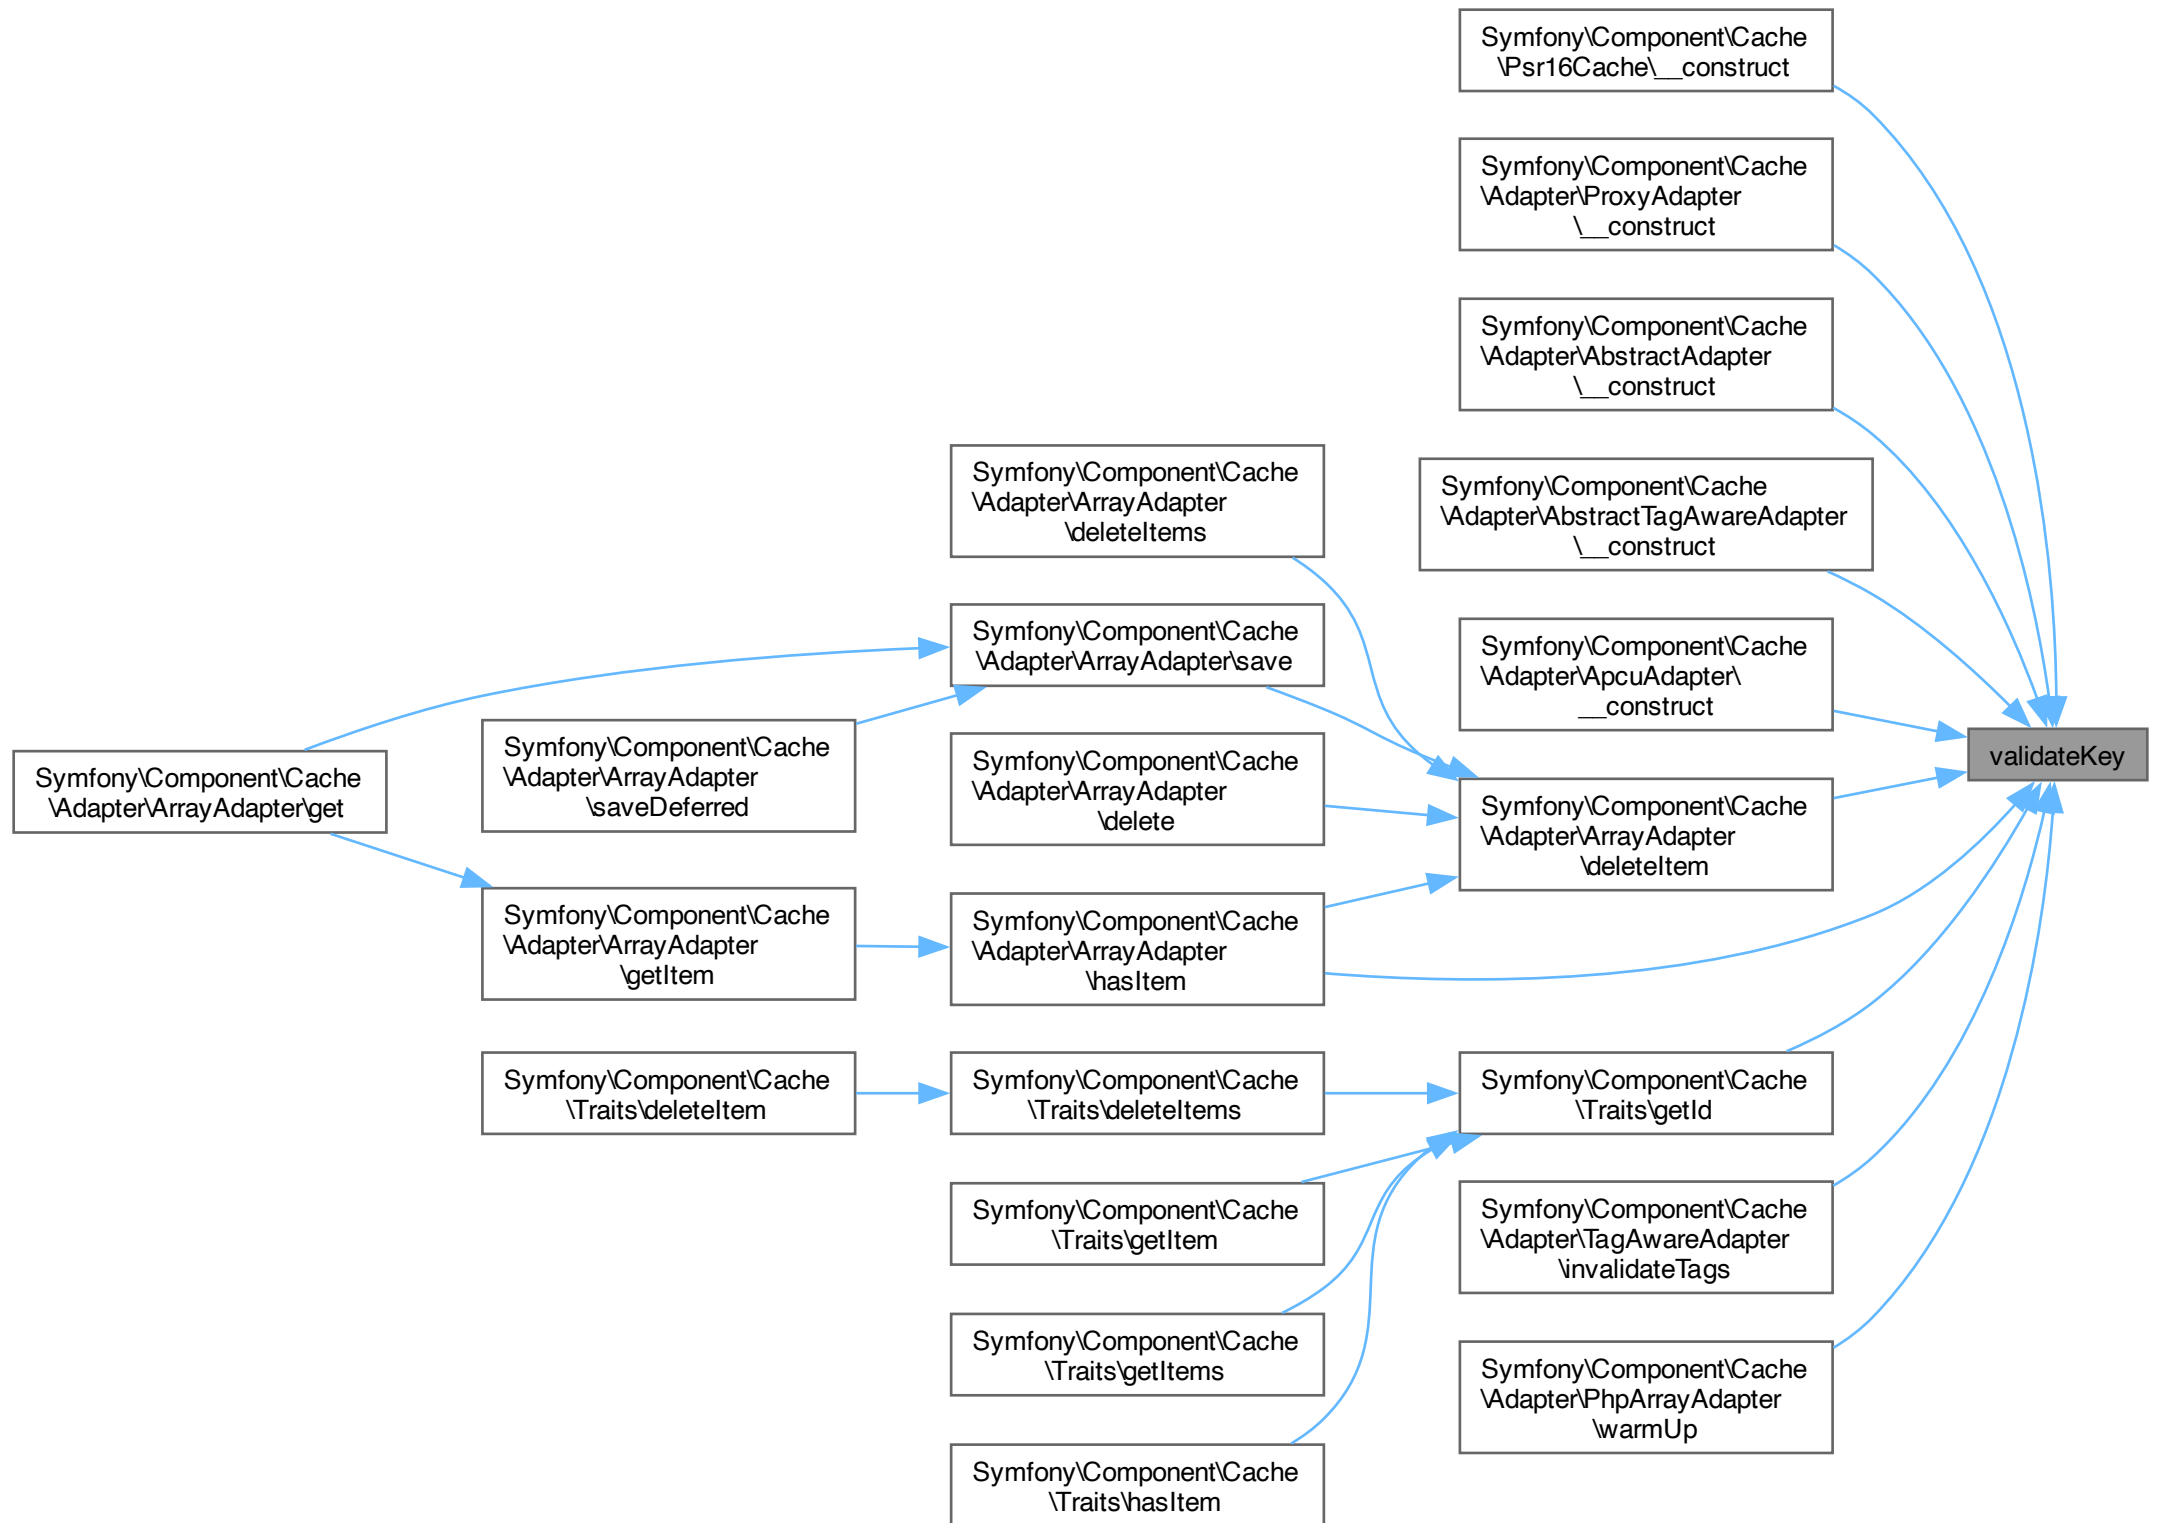 Symfony\Component\Cache
\Psr16Cache\__construct
Symfony\Component\Cache
\Adapter\ProxyAdapter
\__construct
Symfony\Component\Cache
\Adapter\AbstractAdapter
\__construct
Symfony\Component\Cache
\Adapter\AbstractTagAwareAdapter
\__construct
Symfony\Component\Cache
\Adapter\ApcuAdapter\
__construct
validateKey
Symfony\Component\Cache
\Adapter\ArrayAdapter
\deleteItem
Symfony\Component\Cache
\Adapter\ArrayAdapter
\deleteItems
Symfony\Component\Cache
\Adapter\ArrayAdapter\save
Symfony\Component\Cache
\Adapter\ArrayAdapter
\delete
Symfony\Component\Cache
\Adapter\ArrayAdapter
\hasItem
Symfony\Component\Cache
\Adapter\ArrayAdapter
\saveDeferred
Symfony\Component\Cache
\Adapter\ArrayAdapter\get
Symfony\Component\Cache
\Adapter\ArrayAdapter
\getItem
Symfony\Component\Cache
\Traits\deleteItem
Symfony\Component\Cache
\Traits\deleteItems
Symfony\Component\Cache
\Traits\getId
Symfony\Component\Cache
\Traits\getItem
Symfony\Component\Cache
\Traits\getItems
Symfony\Component\Cache
\Traits\hasItem
Symfony\Component\Cache
\Adapter\TagAwareAdapter
\invalidateTags
Symfony\Component\Cache
\Adapter\PhpArrayAdapter
\warmUp